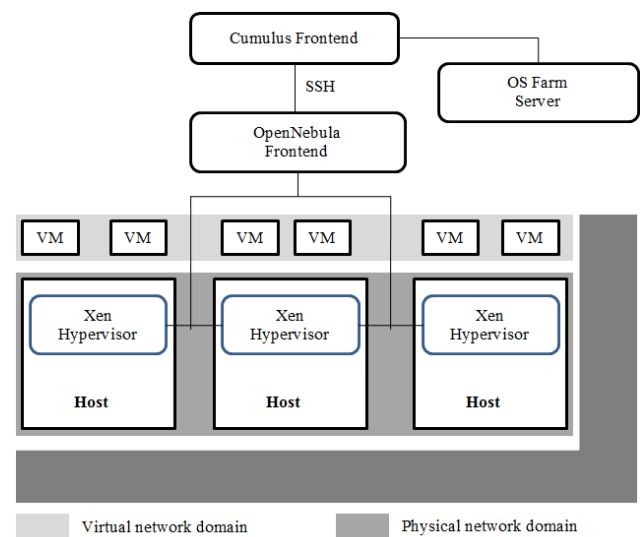 Cumulus Frontend
SSH
OS Farm
Server
OpenNebula
Frontend
VM
VM
VM
VM
VM
VM
Xen
Hypervisor
Xen
Hypervisor
Xen
Hypervisor
Host
Host
Host
Virtual network domain
Physical network domain